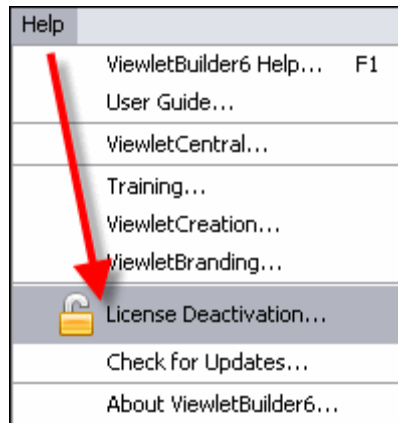 Help
ViewletBuilder6 Help... F1
User Guide...
ViewletCentral...
Training...
ViewletCreation...
ViewletBranding...
License Deactivation...
Check for Updates...
About ViewletBuilder6...